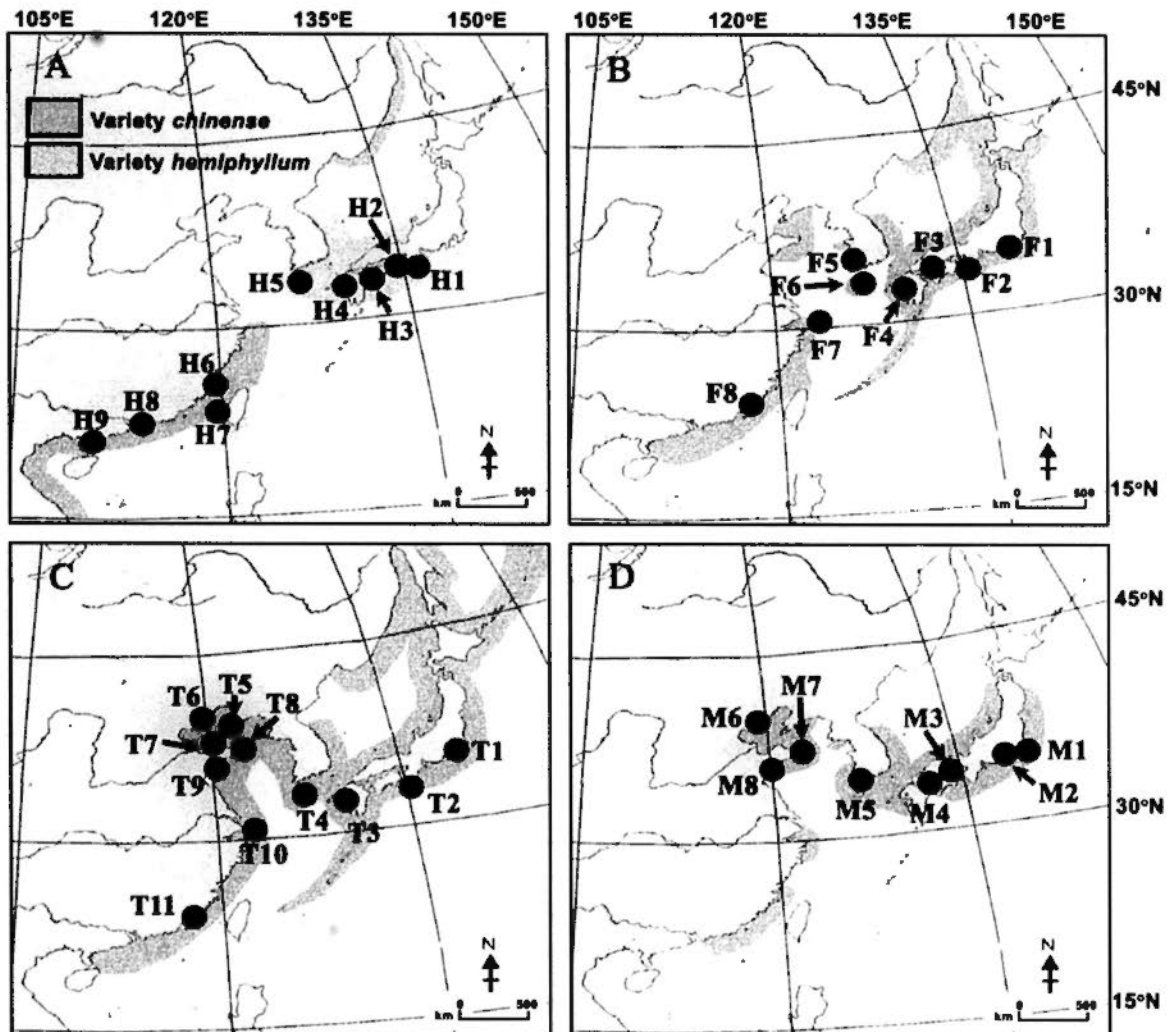 105°E 120°E 135°E 150°E
105°E 120°E 135°E 150°E
A
Variety chinense
Variety hemiphyllum
H2
H5
H4
H1
H3
H6
H9
H8
H7
N
km 0 500
B
45°N
F5
F3
F1
F6
F2
F7
F4
F8
30°N
N
km 0 500
15°N
C
T6
T5
T8
T7
T1
T9
T4
T3
T2
T10
T11
N
km 0 500
D
45°N
M7
M6
M3
M1
M8
M5
M4
M2
30°N
N
km 0 500
15°N